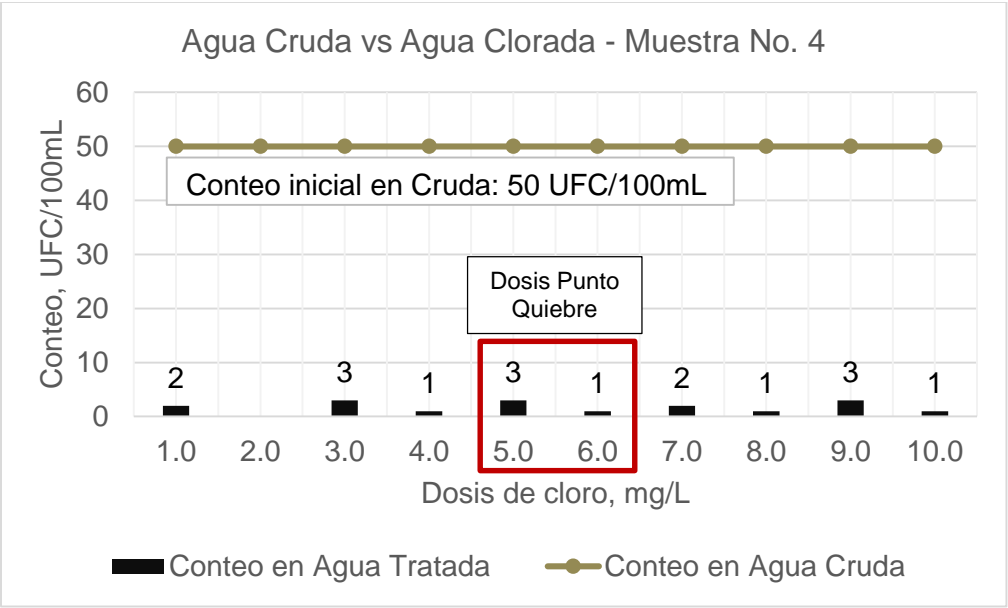 Agua Cruda vs Agua Clorada - Muestra No. 4
Conteo, UFC/100mL
60
50
40
30
20
10
0
Conteo inicial en Cruda: 50 UFC/100mL
Dosis Punto
Quiebre
2 3 1 3 1 2 1 3 1
1.0 2.0 3.0 4.0 5.0 6.0 7.0 8.0 9.0 10.0
Dosis de cloro, mg/L
Conteo en Agua Tratada Conteo en Agua Cruda